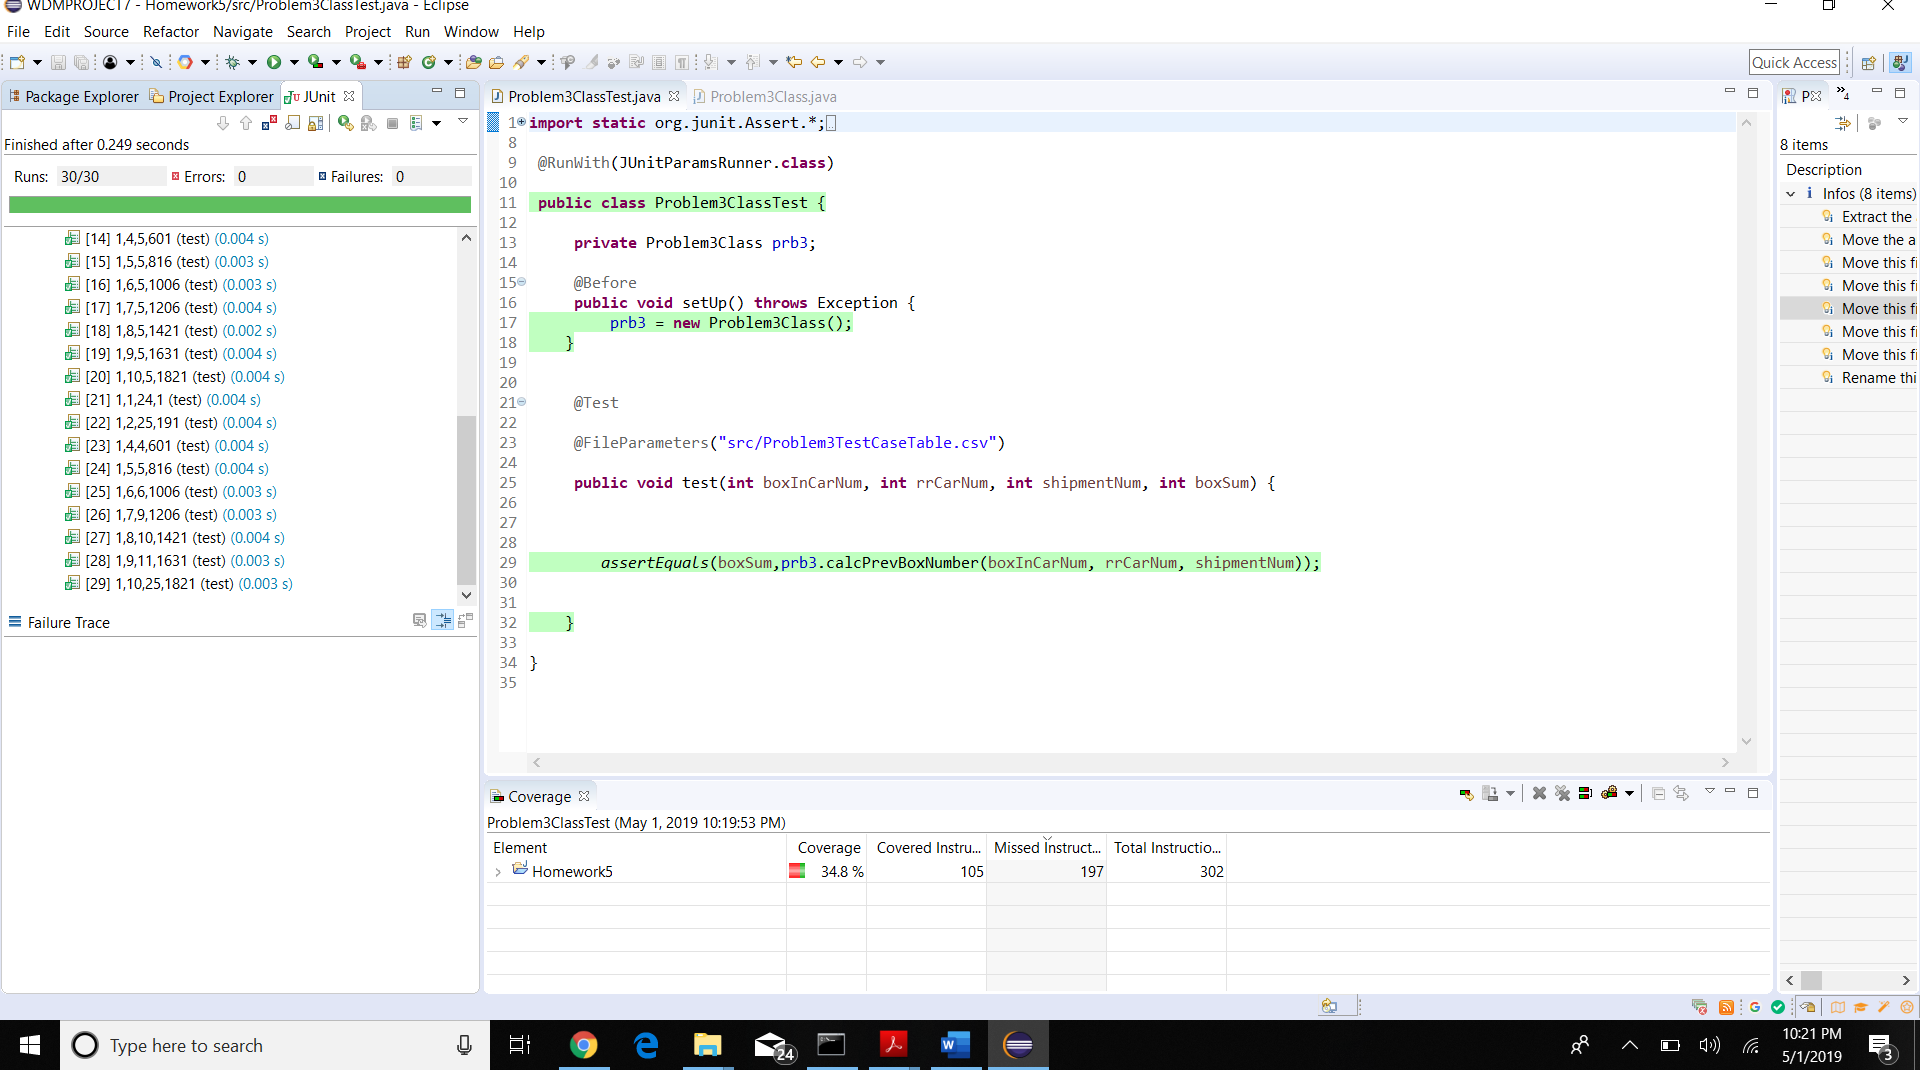 WDMPROJECT7 - Homework5/src/Problem3ClassTest.java - Eclipse
File Edit Source Refactor Navigate Search Project Run Window Help
Quick Access
Package Explorer Project Explorer JUnit
Finished after 0.249 seconds
Runs: 30/30 Errors: 0 Failures: 0
[14] 1,4,5,601 (test) (0.004 s)
[15] 1,5,5,816 (test) (0.003 s)
[16] 1,6,5,1006 (test) (0.003 s)
[17] 1,7,5,1206 (test) (0.004 s)
[18] 1,8,5,1421 (test) (0.002 s)
[19] 1,9,5,1631 (test) (0.004 s)
[20] 1,10,5,1821 (test) (0.004 s)
[21] 1,1,24,1 (test) (0.004 s)
[22] 1,2,25,191 (test) (0.004 s)
[23] 1,4,4,601 (test) (0.004 s)
[24] 1,5,5,816 (test) (0.004 s)
[25] 1,6,6,1006 (test) (0.003 s)
[26] 1,7,9,1206 (test) (0.003 s)
[27] 1,8,10,1421 (test) (0.004 s)
[28] 1,9,11,1631 (test) (0.003 s)
[29] 1,10,25,1821 (test) (0.003 s)
Failure Trace
Problem3ClassTest.java Problem3Class.java
1 import static org.junit.Assert.*;
8
9 @RunWith(JUnitParamsRunner.class)
10
11 public class Problem3ClassTest {
12
13 private Problem3Class prb3;
14
15 @Before
16 public void setUp() throws Exception {
17 prb3 = new Problem3Class();
18 }
19
20
21 @Test
22
23 @FileParameters("src/Problem3TestCaseTable.csv")
24
25 public void test(int boxInCarNum, int rrCarNum, int shipmentNum, int boxSum) {
26
27
28
29 assertEquals(boxSum,prb3.calcPrevBoxNumber(boxInCarNum, rrCarNum, shipmentNum));
30
31
32 }
33
34 }
35
Coverage
Problem3ClassTest (May 1, 2019 10:19:53 PM)
Element Coverage Covered Instru... Missed Instruct... Total Instructio...
Homework5 34.8 % 105 197 302
P 4
8 items
Description
Infos (8 items)
Extract the
Move the a
Move this fi
Move this fi
Move this fi
Move this fi
Move this fi
Rename thi
Type here to search
24
10:21 PM
5/1/2019
3